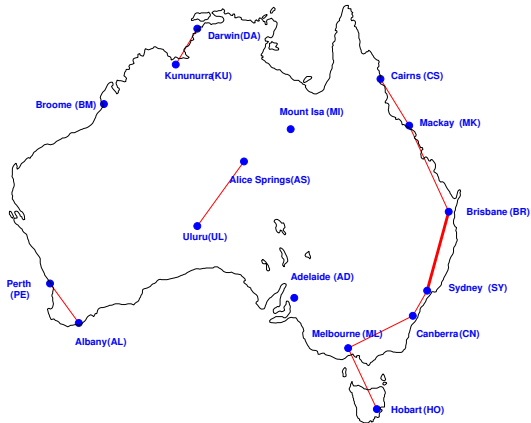 Darwin(DA)
Kununurra(KU)
Cairns (CS)
Broome (BM)
Mount Isa (MI)
Mackay (MK)
Alice Springs(AS)
Brisbane (BR)
Uluru(UL)
Adelaide (AD)
Perth
(PE)
Sydney (SY)
Albany(AL)
Melbourne(ML)
Canberra(CN)
Hobart(HO)